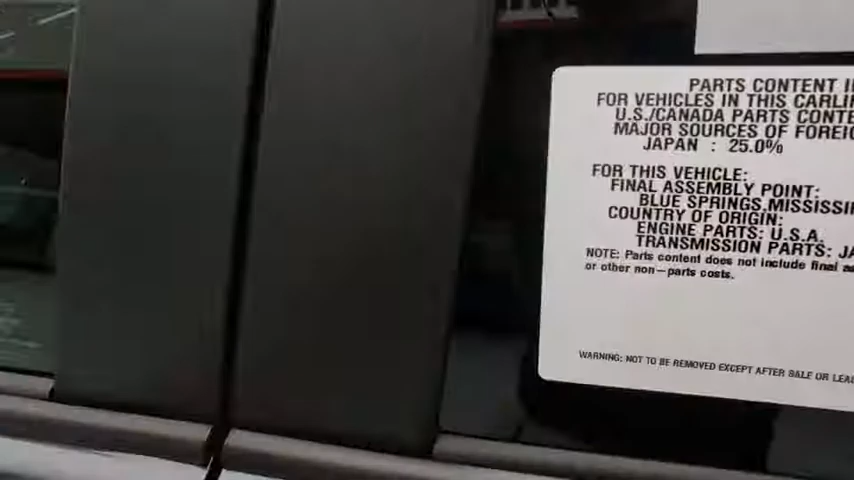 PARTS CONTENT
FOR VEHICLES IN THIS CARLI
U.S./CANADA PARTS CONTE
MAJOR SOURCES OF FOREIG
JAPAN : 25.0%
FOR THIS VEHICLE:
FINAL ASSEMBLY POINT:
BLUE SPRINGS,MISSISSI
COUNTRY OF ORIGIN:
ENGINE PARTS: U.S.A.
TRANSMISSION PARTS: JA
NOTE: Parts content does not include final a
or other non-parts costs.
WARNING: NOT TO BE REMOVED EXCEPT AFTER SALE OR LEA